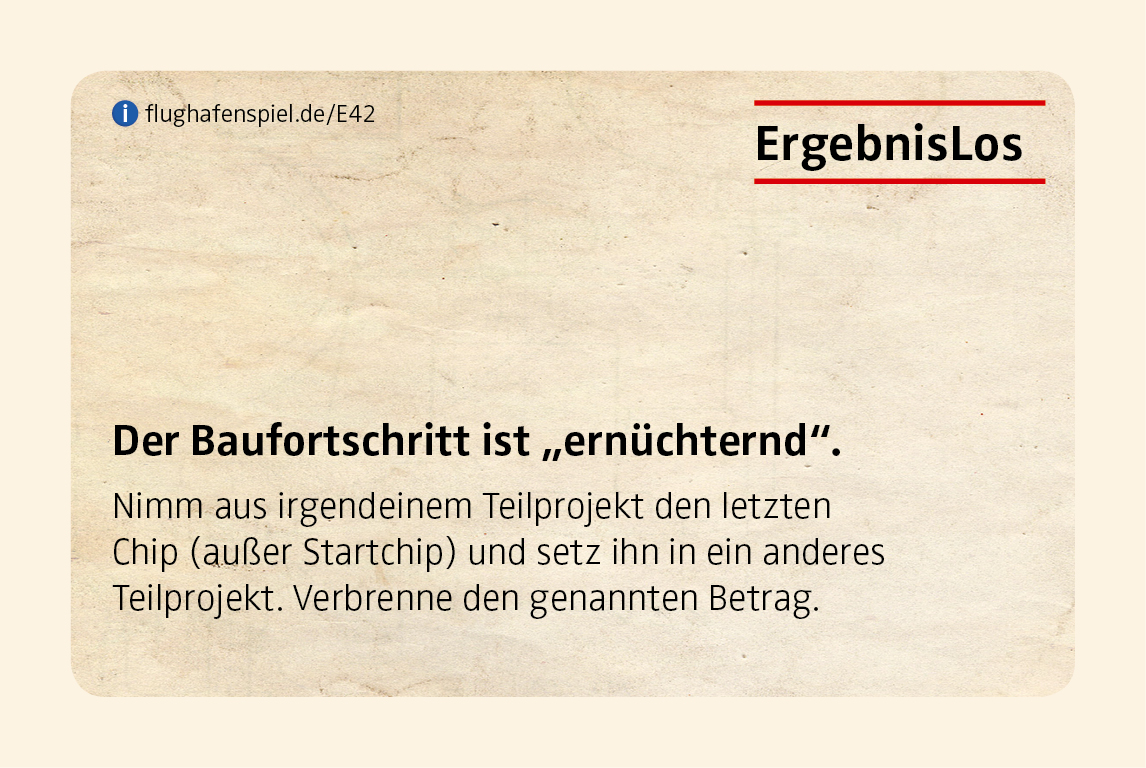 i flughafenspiel.de/E42
ErgebnisLos
Der Baufortschritt ist „ernüchternd“.
Nimm aus irgendeinem Teilprojekt den letzten
Chip (außer Startchip) und setz ihn in ein anderes
Teilprojekt. Verbrenne den genannten Betrag.